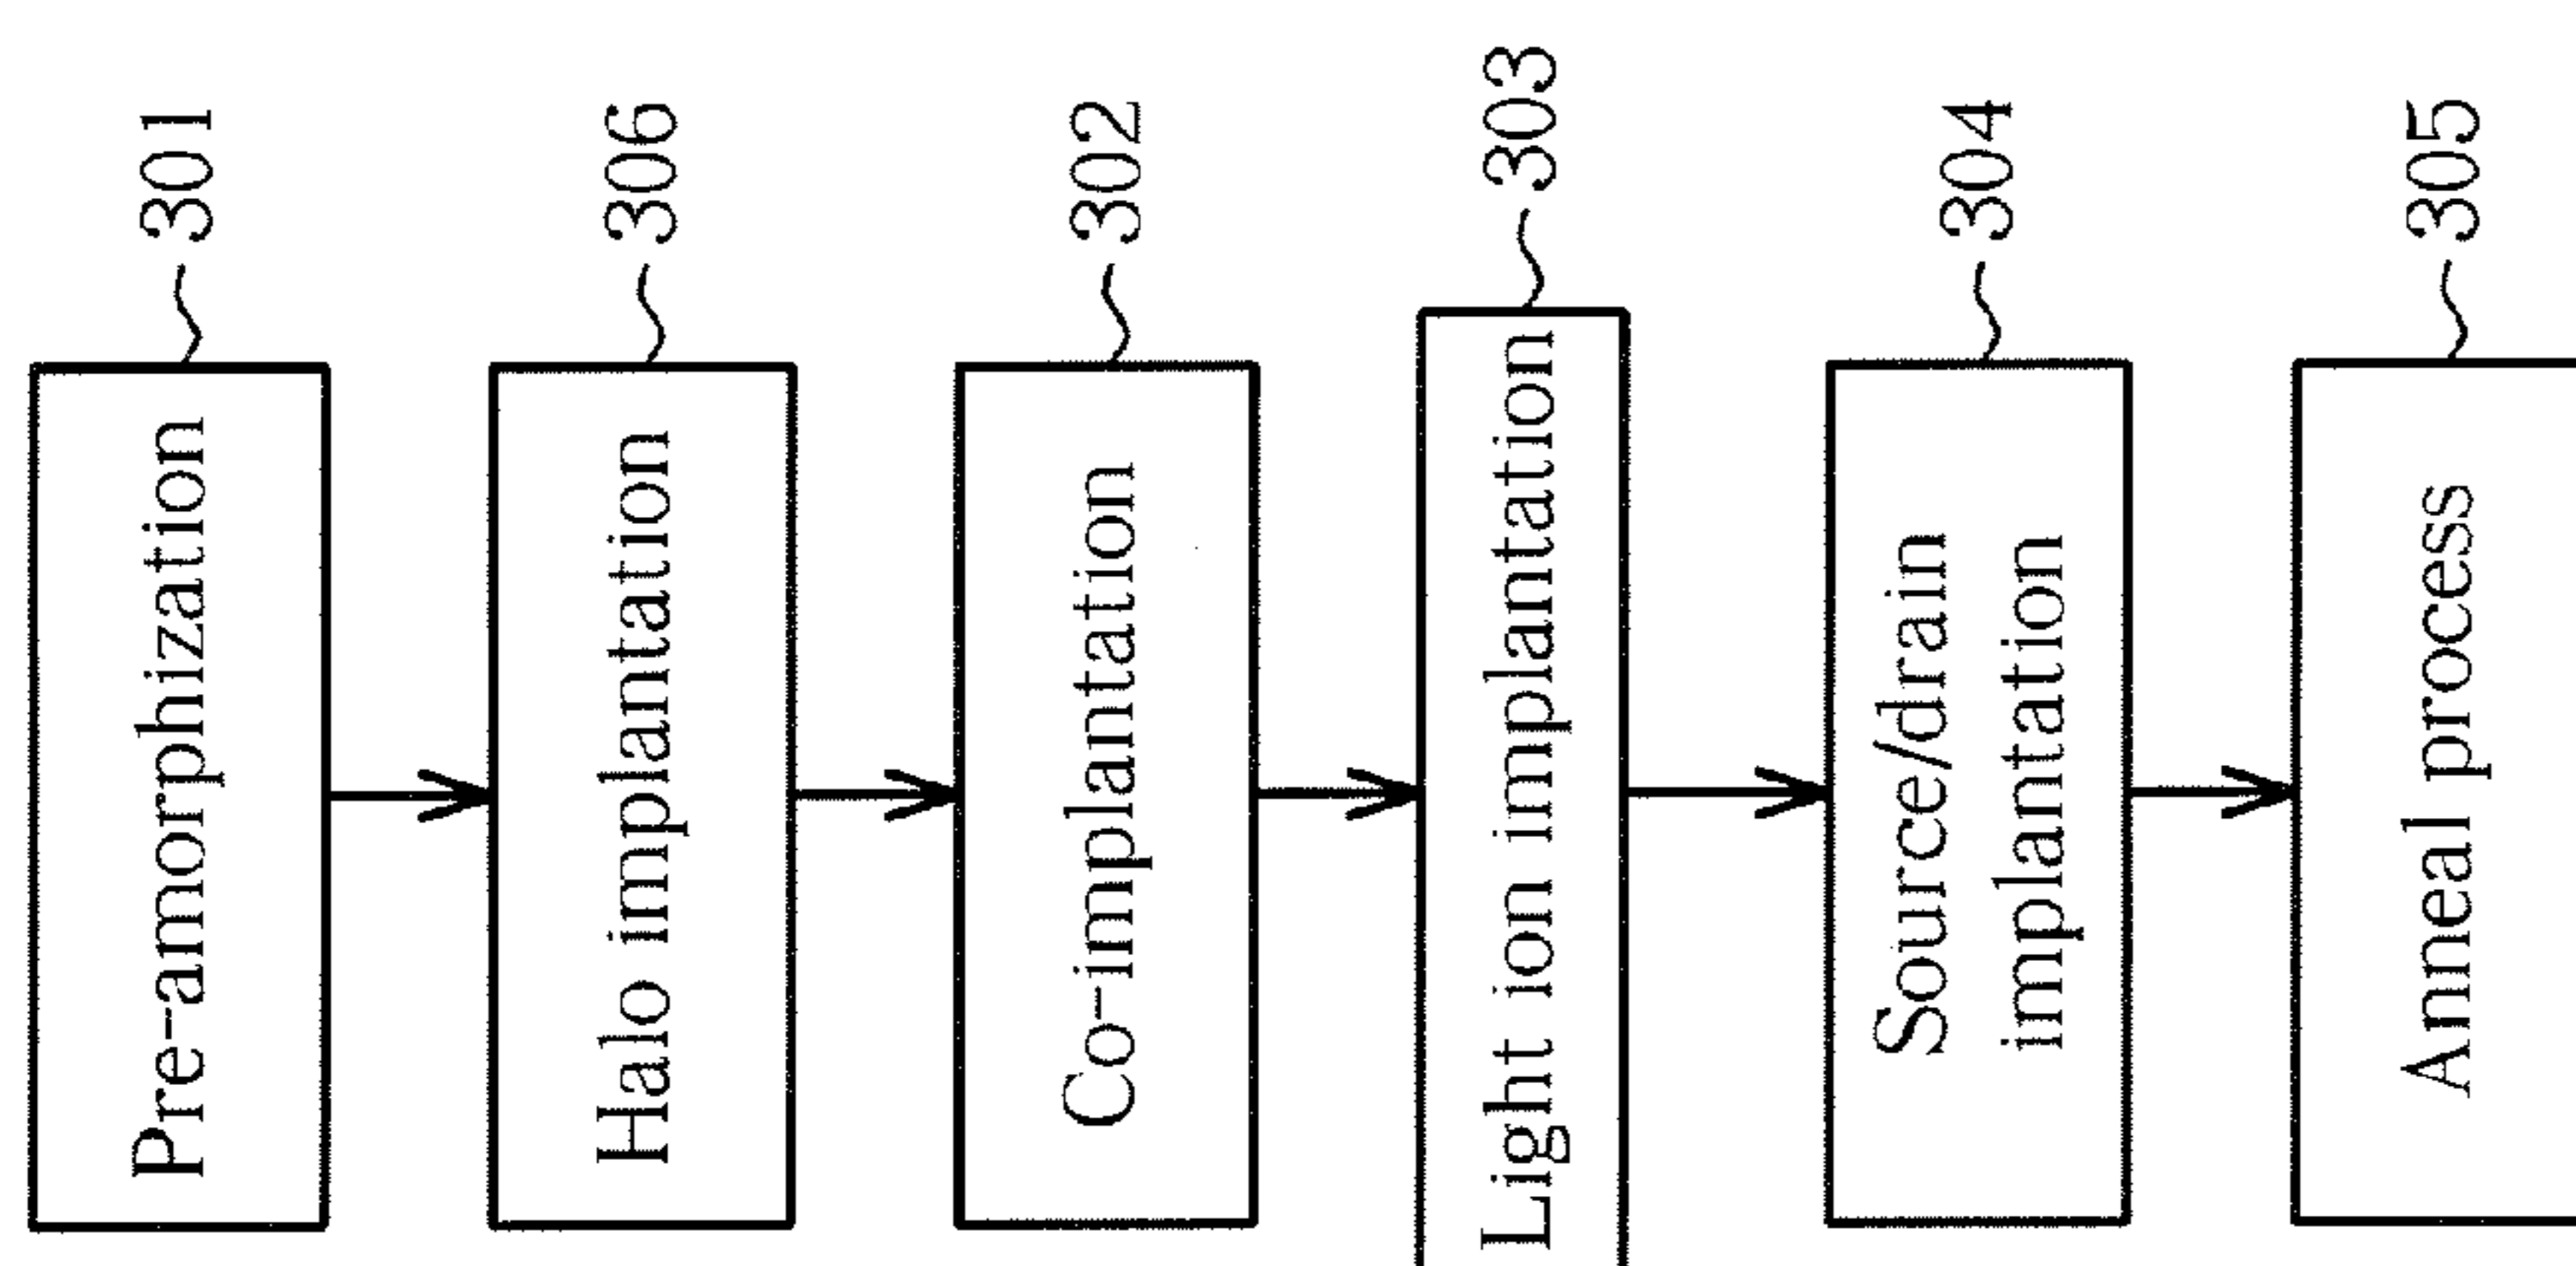 Pre-amorphization
301
Halo implantation
306
Co-implantation
302
Light ion implantation
303
Source/drain
implantation
304
Anneal process
305